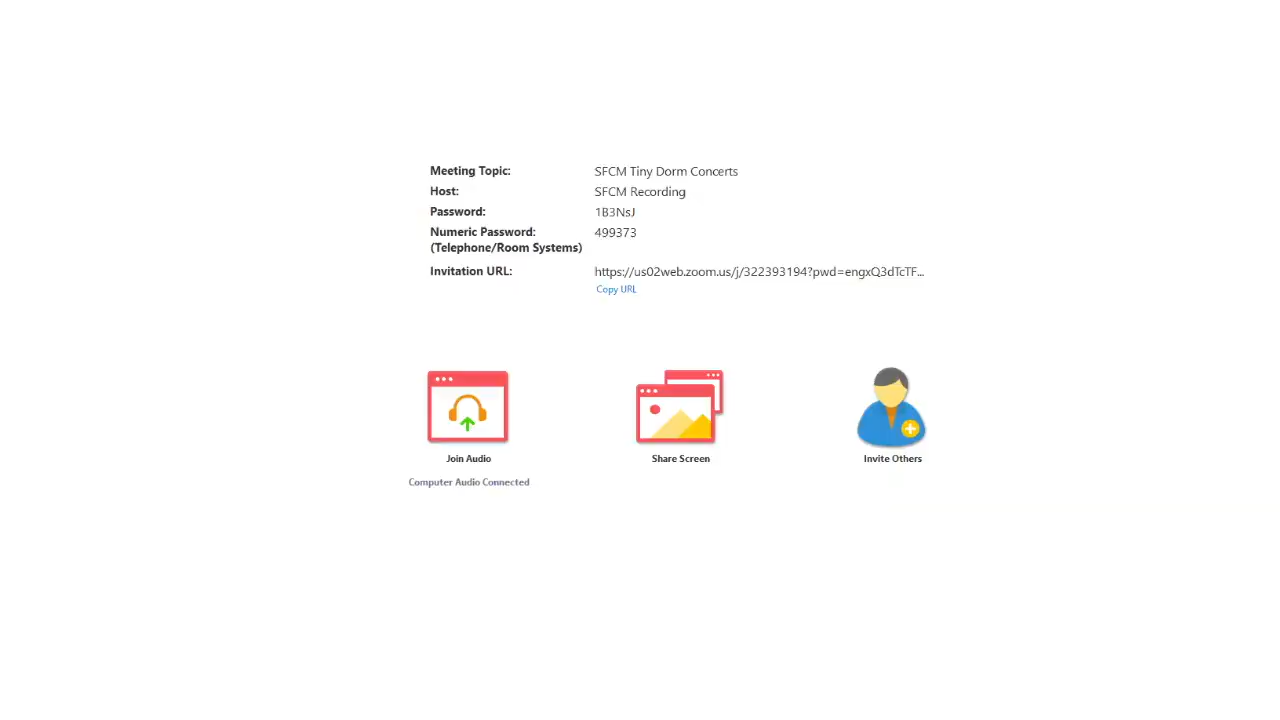 Meeting Topic: SFCM Tiny Dorm Concerts
Host: SFCM Recording
Password: 1B3NsJ
Numeric Password: 499373
(Telephone/Room Systems)
Invitation URL: https://us02web.zoom.us/j/322393194?pwd=engxQ3dTcTF...
Copy URL
Join Audio Share Screen Invite Others
Computer Audio Connected